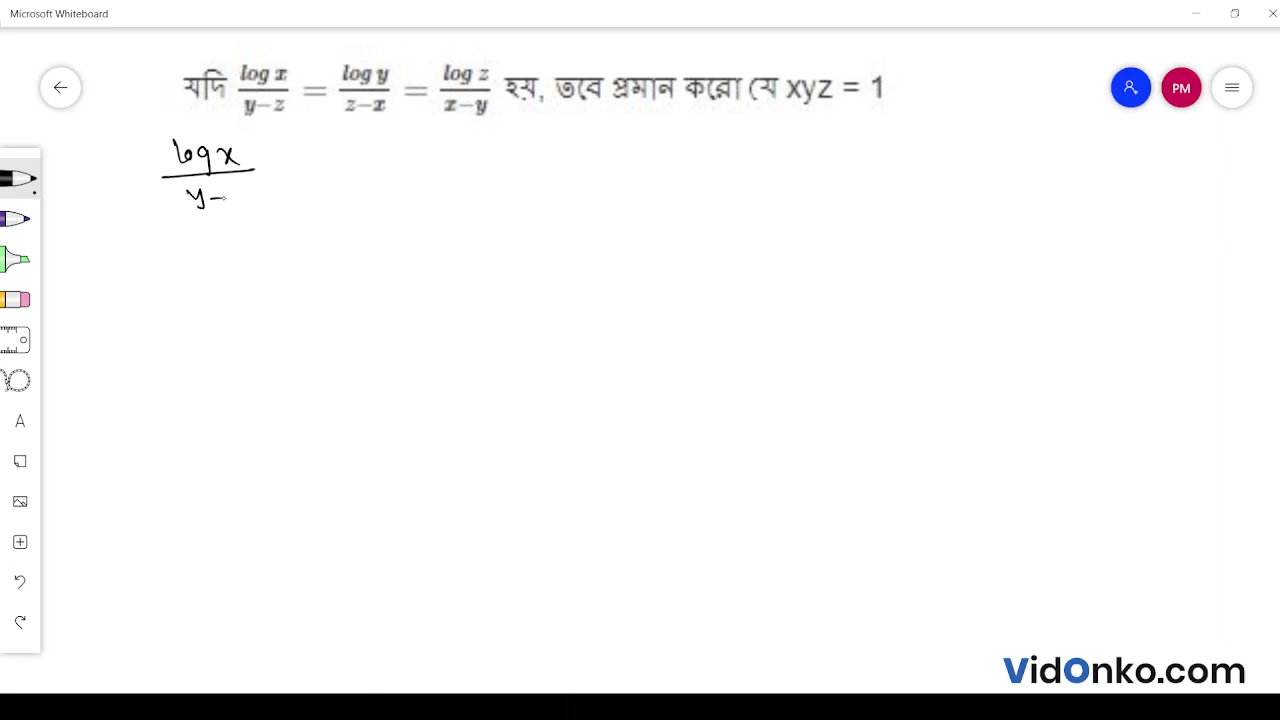 Microsoft Whiteboard
যদি log x / y−z = log y / z−x = log z / x−y হয়, তবে প্রমান করো যে xyz = 1
PM
log x
y −
A
VidOnko.com